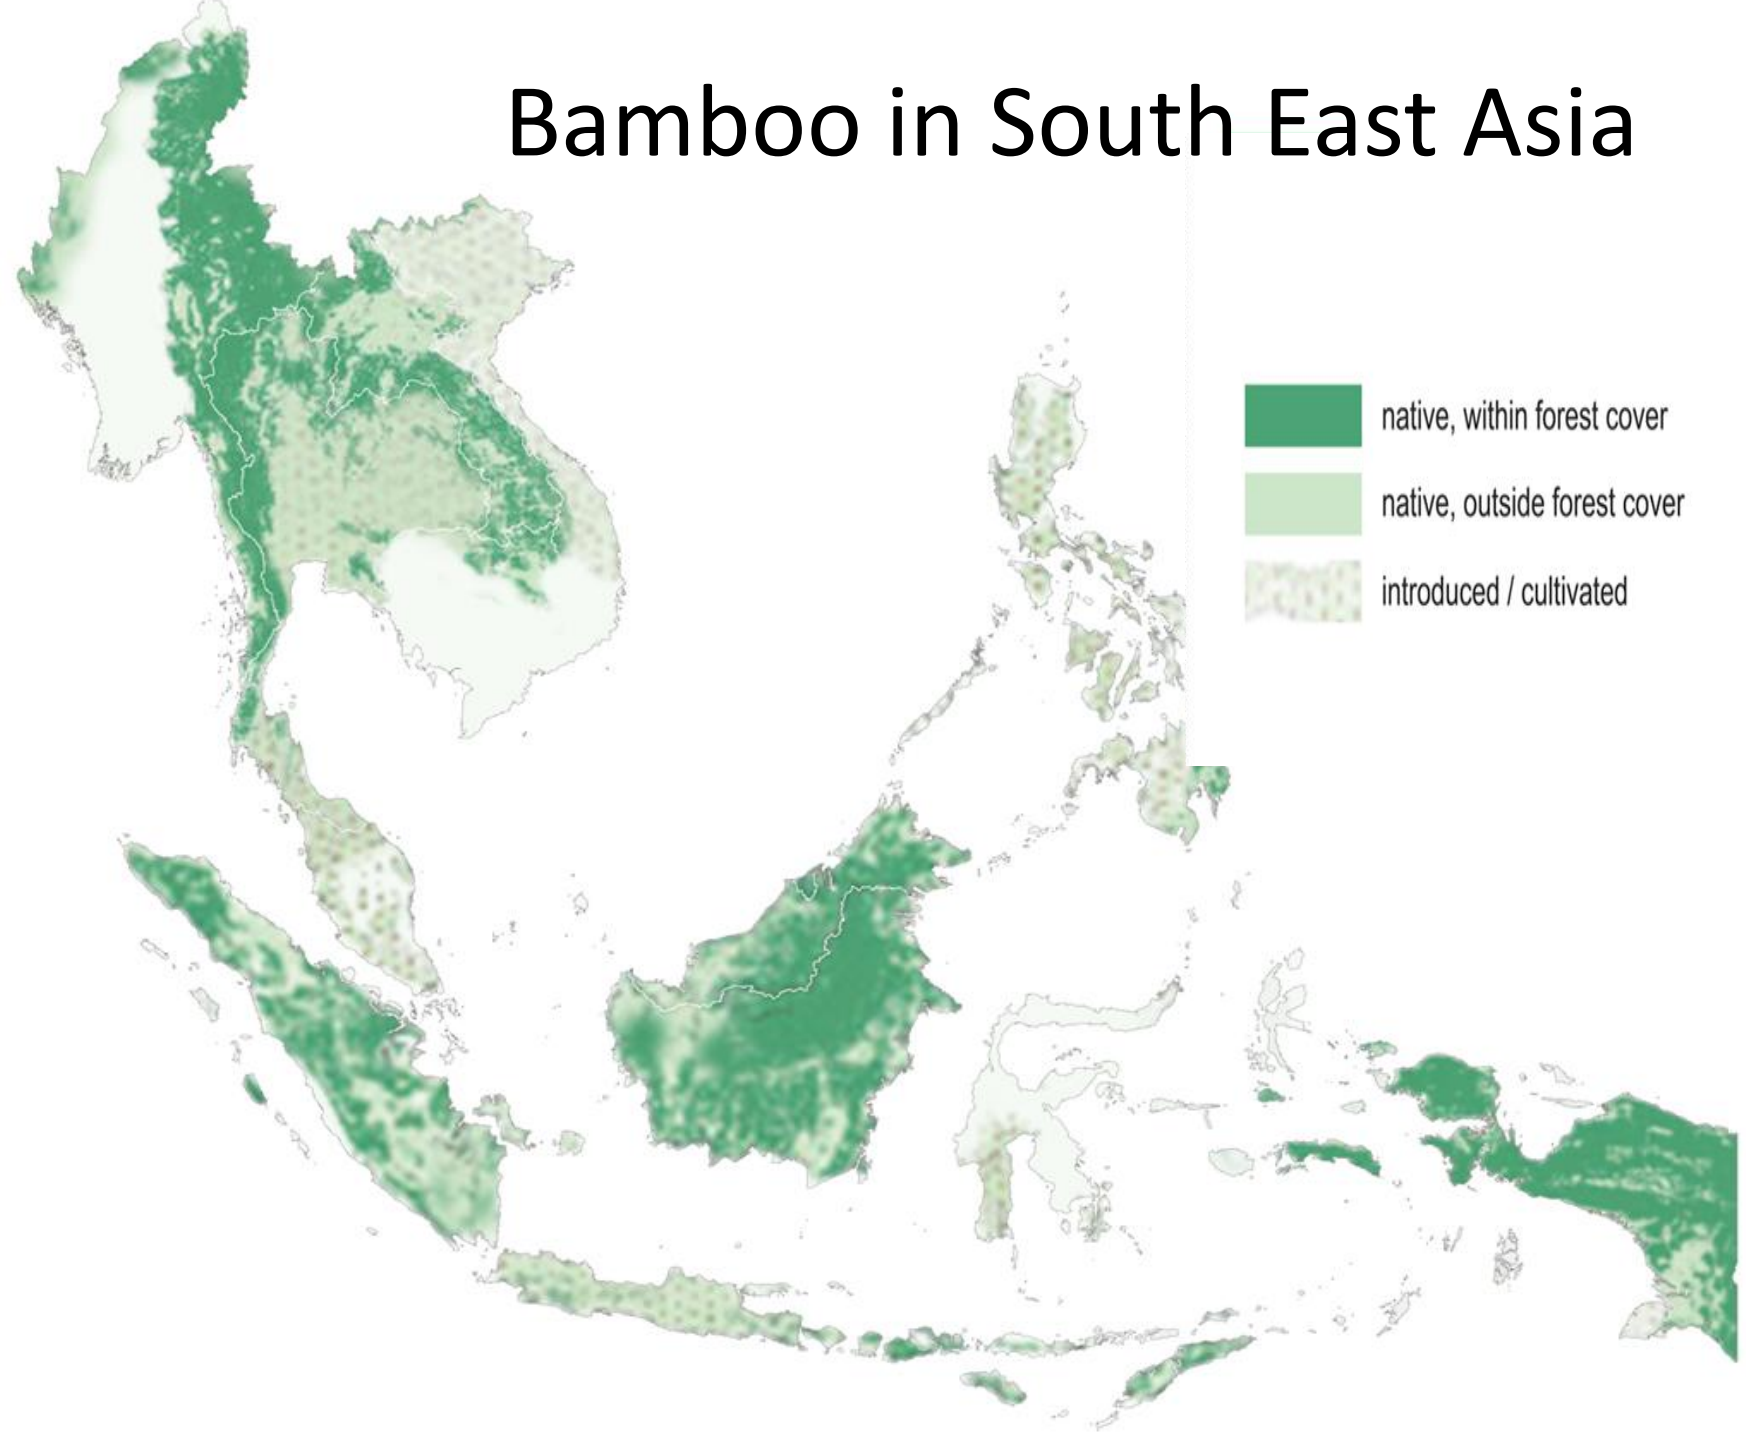 Bamboo in South East Asia
native, within forest cover
native, outside forest cover
introduced / cultivated